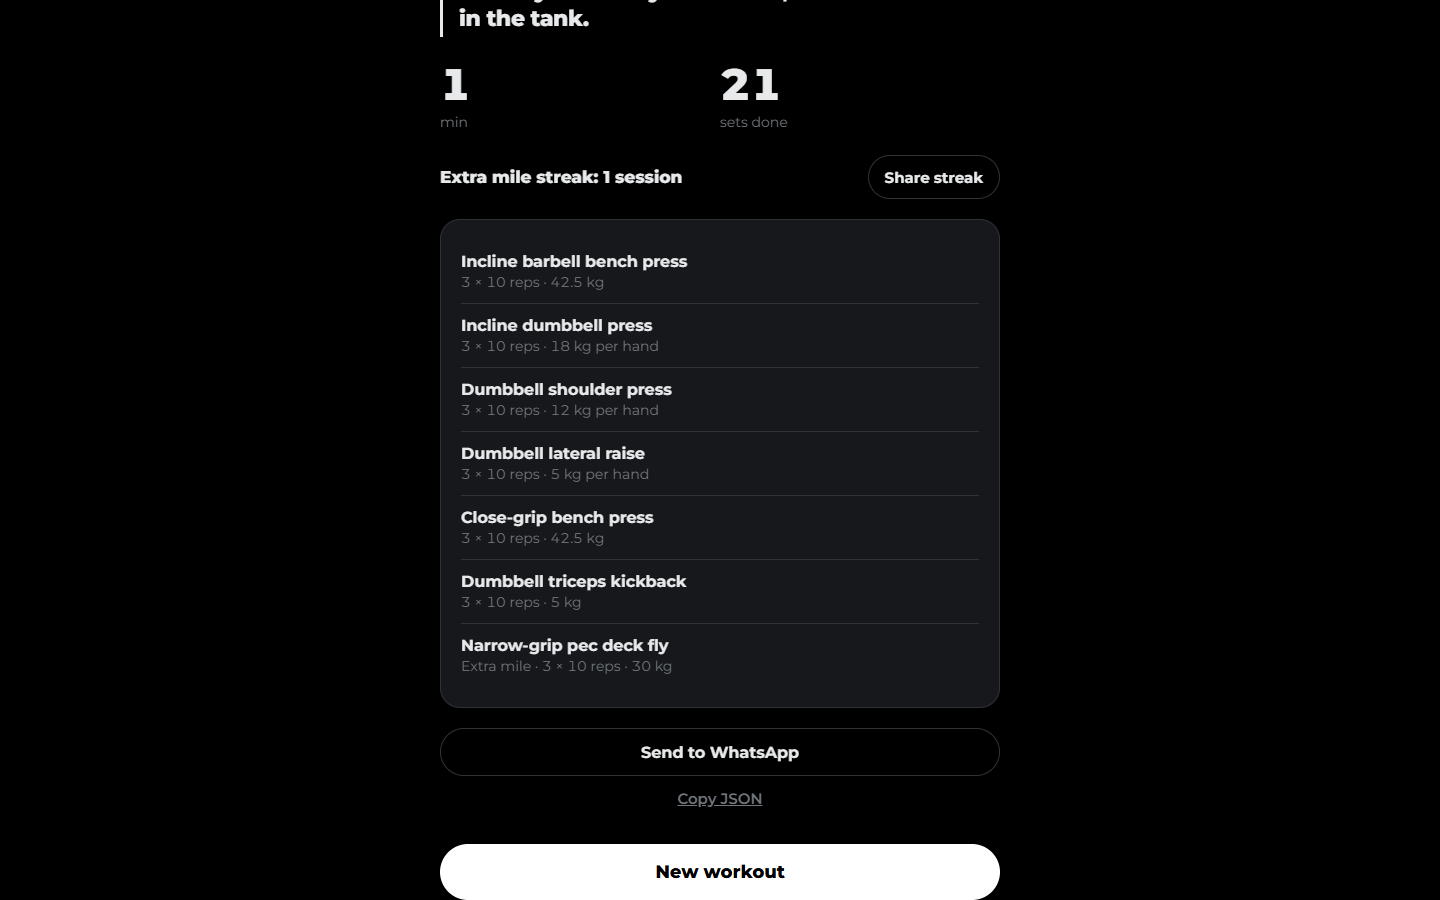 in the tank.
1
min
21
sets done
Extra mile streak: 1 session
Share streak
Incline barbell bench press
3 × 10 reps · 42.5 kg
Incline dumbbell press
3 × 10 reps · 18 kg per hand
Dumbbell shoulder press
3 × 10 reps · 12 kg per hand
Dumbbell lateral raise
3 × 10 reps · 5 kg per hand
Close-grip bench press
3 × 10 reps · 42.5 kg
Dumbbell triceps kickback
3 × 10 reps · 5 kg
Narrow-grip pec deck fly
Extra mile · 3 × 10 reps · 30 kg
Send to WhatsApp
Copy JSON
New workout